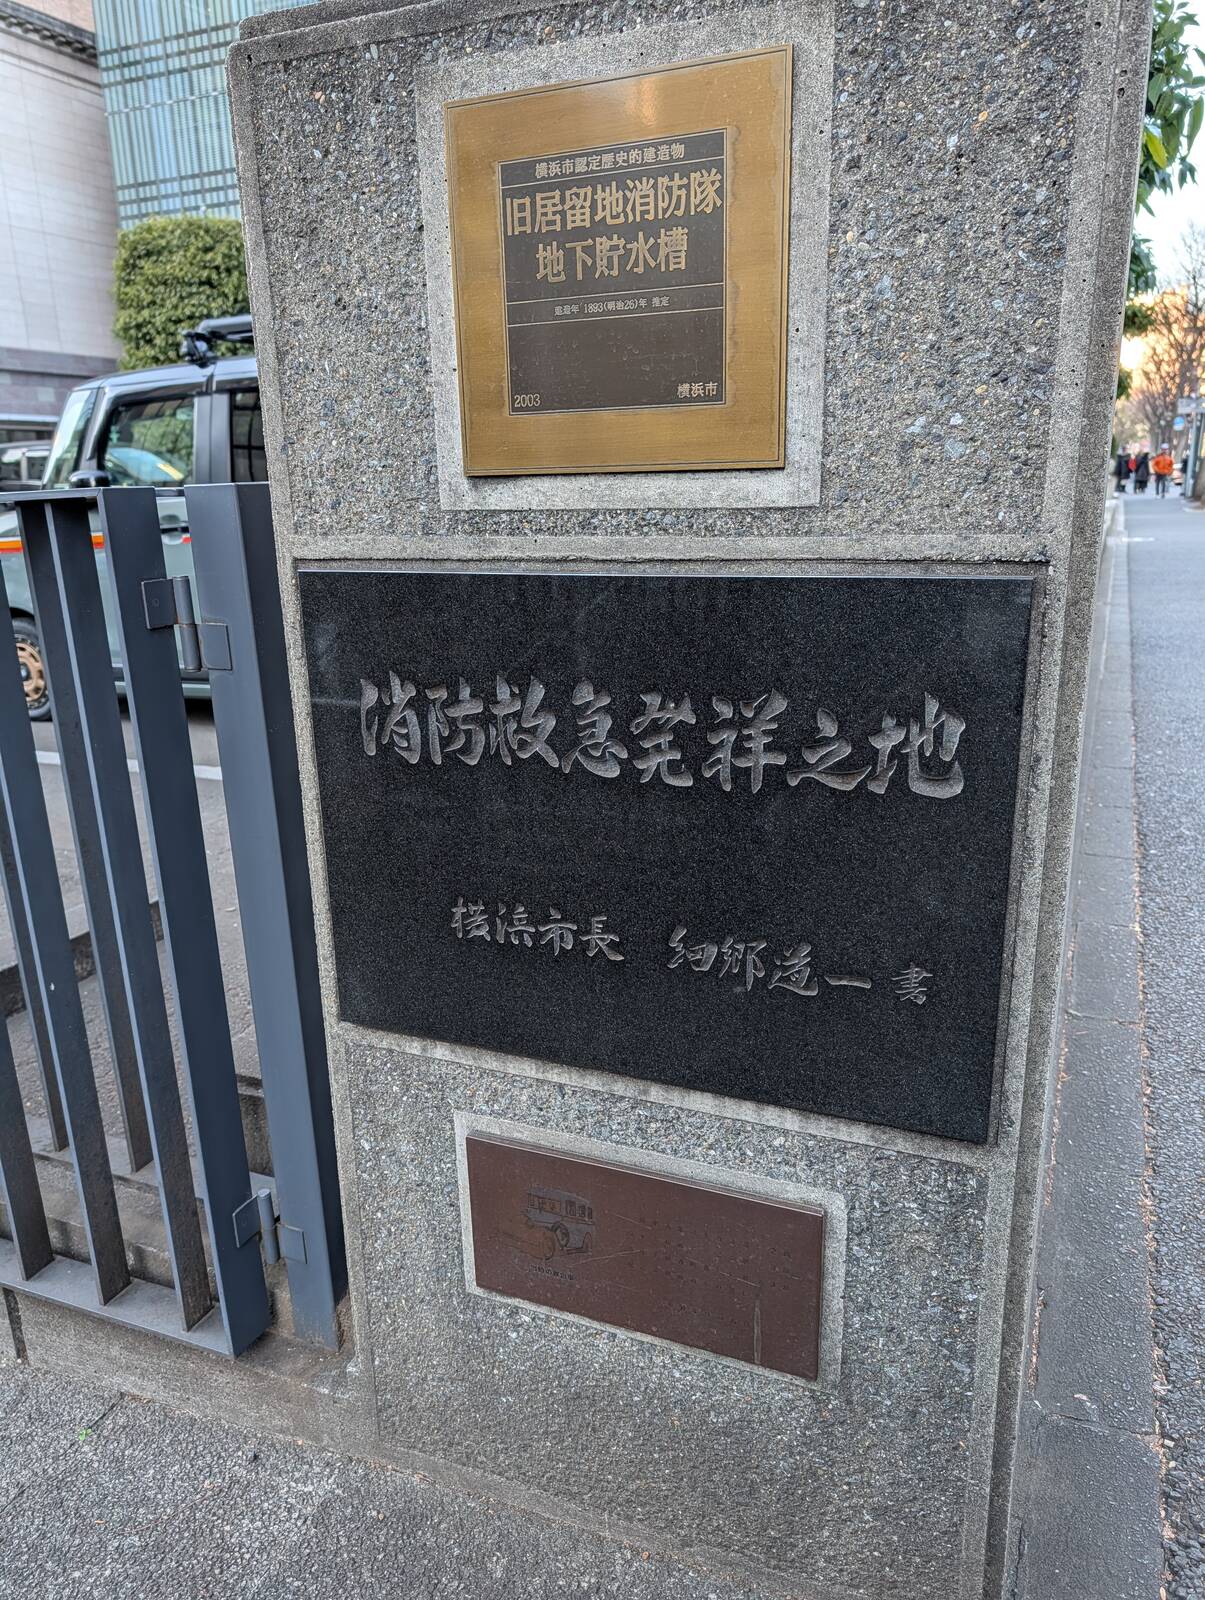 横浜市認定歴史的建造物
旧居留地消防隊
地下貯水槽
建造年 1893(明治26)年 推定
2003 横浜市
消防救急発祥之地
横浜市長 細郷道一 書